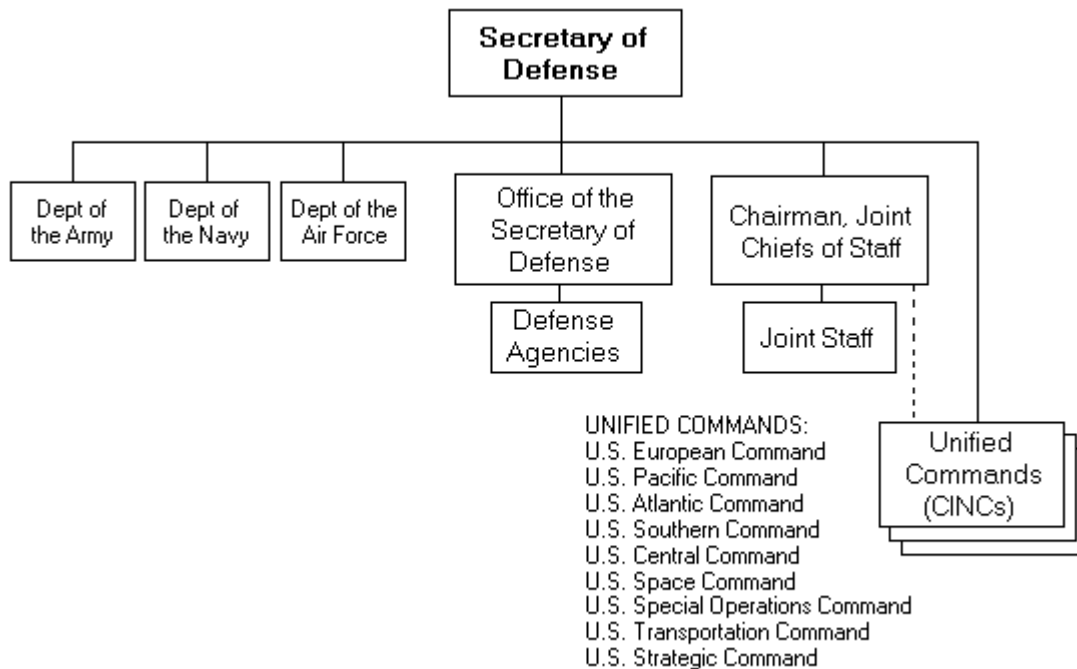 Secretary of
Defense
Dept of
the Army
Dept of
the Navy
Dept of the
Air Force
Office of the
Secretary of
Defense
Chairman, Joint
Chiefs of Staff
Defense
Agencies
Joint Staff
UNIFIED COMMANDS:
U.S. European Command
U.S. Pacific Command
U.S. Atlantic Command
U.S. Southern Command
U.S. Central Command
U.S. Space Command
U.S. Special Operations Command
U.S. Transportation Command
U.S. Strategic Command
Unified
Commands
(CINCs)